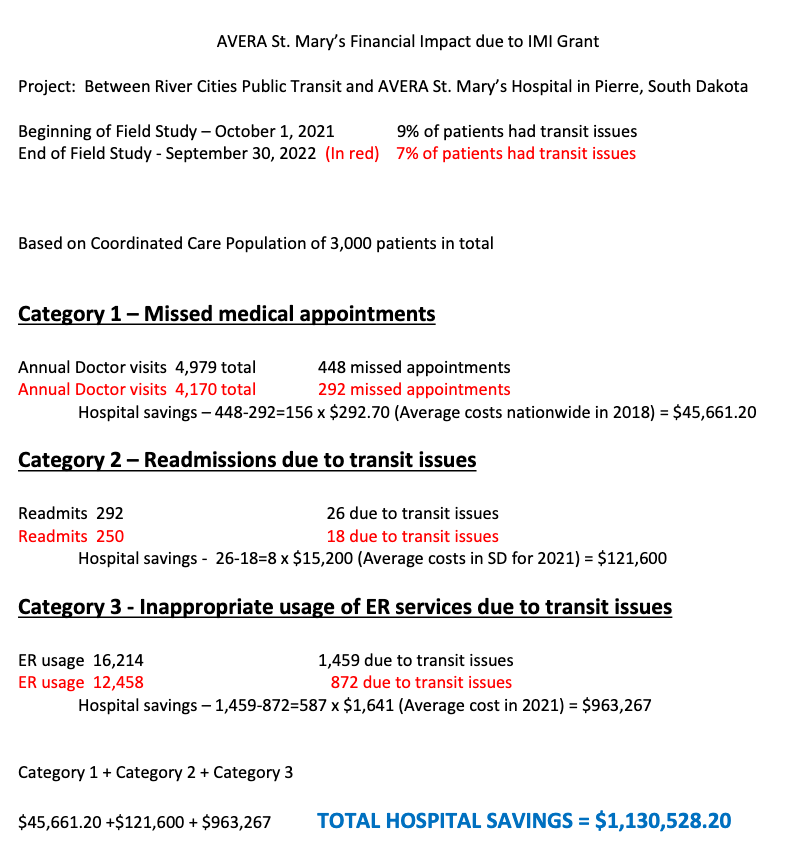 AVERA St. Mary’s Financial Impact due to IMI Grant
Project:  Between River Cities Public Transit and AVERA St. Mary’s Hospital in Pierre, South Dakota
Beginning of Field Study – October 1, 2021 9% of patients had transit issues
End of Field Study - September 30, 2022 (In red) 7% of patients had transit issues
Based on Coordinated Care Population of 3,000 patients in total
Category 1 – Missed medical appointments
Annual Doctor visits 4,979 total 448 missed appointments
Annual Doctor visits 4,170 total 292 missed appointments
Hospital savings – 448-292=156 x $292.70 (Average costs nationwide in 2018) = $45,661.20
Category 2 – Readmissions due to transit issues
Readmits 292 26 due to transit issues
Readmits 250 18 due to transit issues
Hospital savings - 26-18=8 x $15,200 (Average costs in SD for 2021) = $121,600
Category 3 - Inappropriate usage of ER services due to transit issues
ER usage 16,214 1,459 due to transit issues
ER usage 12,458 872 due to transit issues
Hospital savings – 1,459-872=587 x $1,641 (Average cost in 2021) = $963,267
Category 1 + Category 2 + Category 3
$45,661.20 +$121,600 + $963,267 TOTAL HOSPITAL SAVINGS = $1,130,528.20